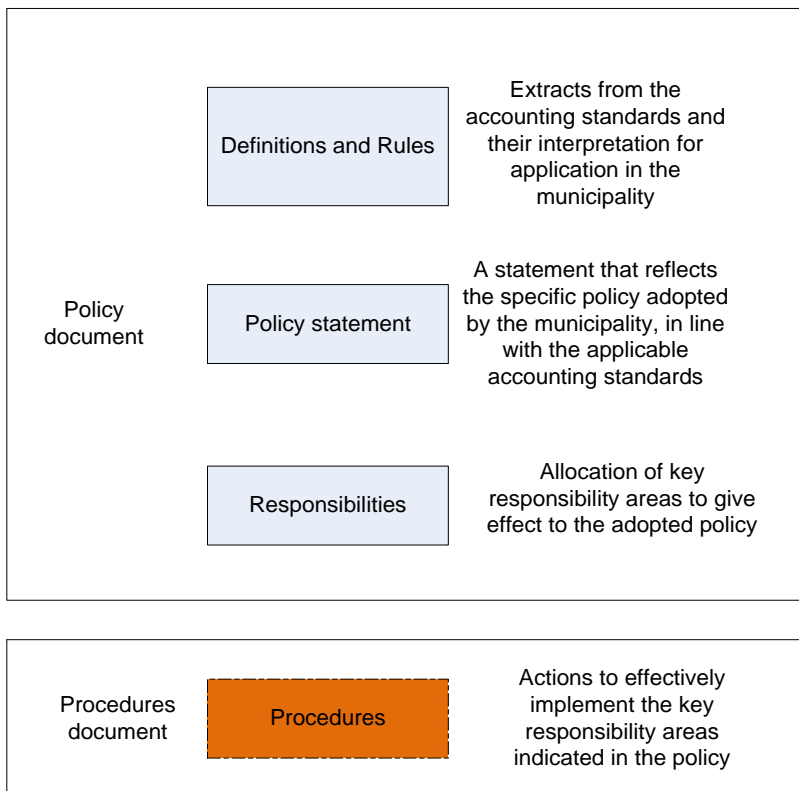 Definitions and Rules
Extracts from the
accounting standards and
their interpretation for
application in the
municipality
Policy
document
Policy statement
A statement that reflects
the specific policy adopted
by the municipality, in line
with the applicable
accounting standards
Responsibilities
Allocation of key
responsibility areas to give
effect to the adopted policy
Procedures
document
Procedures
Actions to effectively
implement the key
responsibility areas
indicated in the policy